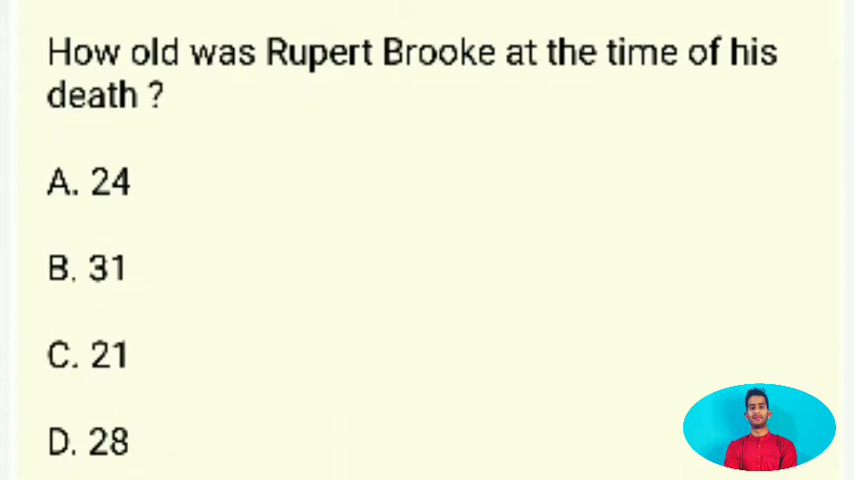 How old was Rupert Brooke at the time of his
death ?
A. 24
B. 31
C. 21
D. 28